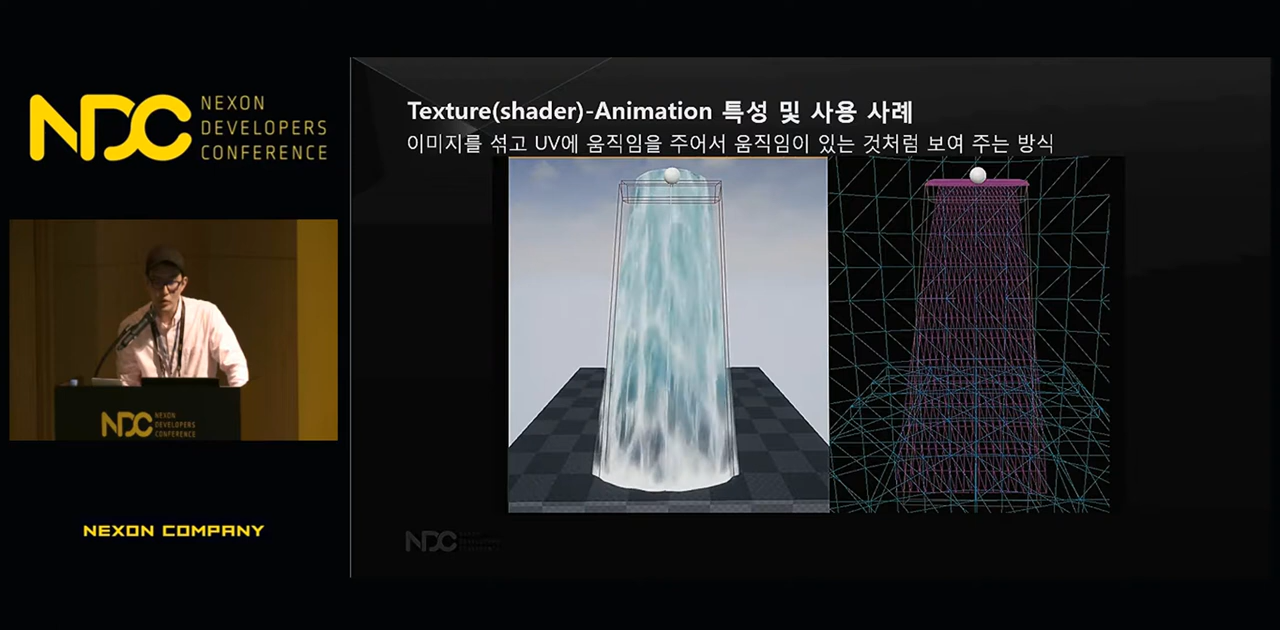 NDC
NEXON
DEVELOPERS
CONFERENCE
Texture(shader)-Animation 특성 및 사용 사례
이미지를 섞고 UV에 움직임을 주어서 움직임이 있는 것처럼 보여 주는 방식
NDC
NEXON
DEVELOPERS
CONFERENCE
NEXON COMPANY
NDC